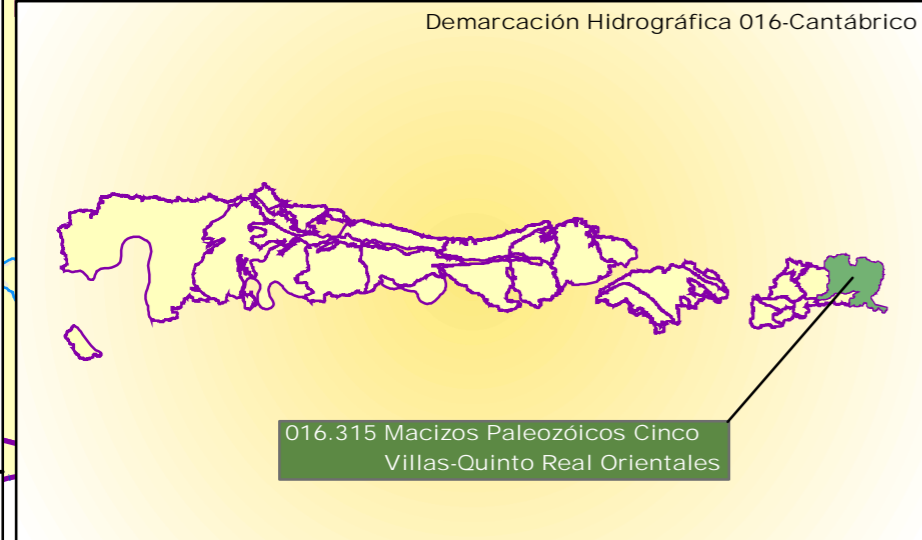 Demarcación Hidrográfica 016-Cantábrico
016.315 Macizos Paleozóicos Cinco
Villas-Quinto Real Orientales